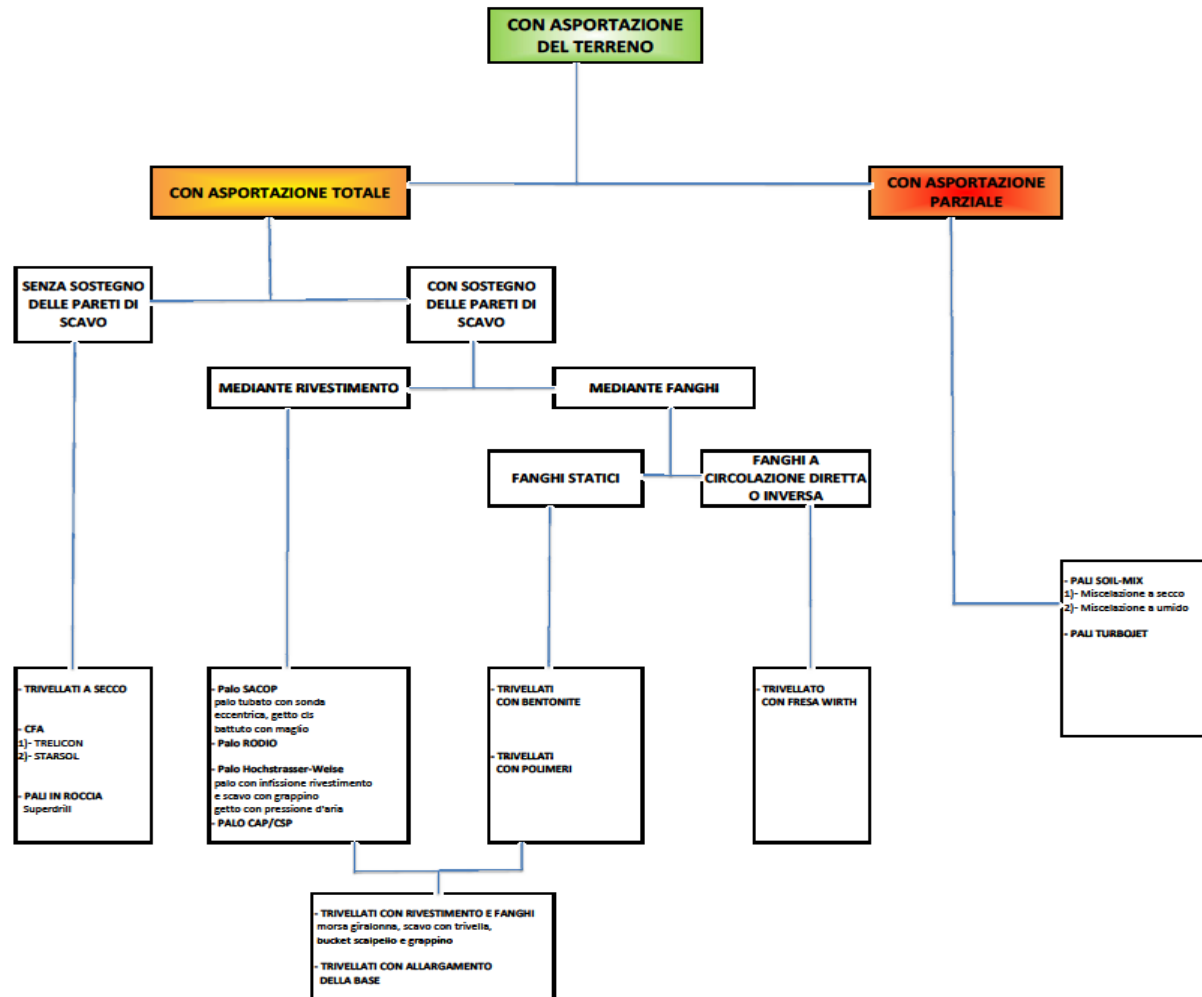 CON ASPORTAZIONE
DEL TERRENO
CON ASPORTAZIONE TOTALE
CON ASPORTAZIONE
PARZIALE
SENZA SOSTEGNO
DELLE PARETI DI
SCAVO
CON SOSTEGNO
DELLE PARETI DI
SCAVO
MEDIANTE RIVESTIMENTO
MEDIANTE FANGHI
FANGHI STATICI
FANGHI A
CIRCOLAZIONE DIRETTA
O INVERSA
- PALI SOIL-MIX
1)- Miscelazione a secco
2)- Miscelazione a umido
- PALI TURBOJET
- TRIVELLATI A SECCO
- CFA
1)- TRELICON
2)- STARSOL
- PALI IN ROCCIA
Superdrill
- Palo SACOP
palo tubato con sonda
eccentrica, getto cls
battuto con maglio
- Palo RODIO
- Palo Hochstrasser-Weise
palo con infissione rivestimento
e scavo con grappino
getto con pressione d'aria
- PALO CAP/CSP
- TRIVELLATI
CON BENTONITE
- TRIVELLATI
CON POLIMERI
- TRIVELLATO
CON FRESA WIRTH
- TRIVELLATI CON RIVESTIMENTO E FANGHI
morsa giralonna, scavo con trivella,
bucket scalpello e grappino
- TRIVELLATI CON ALLARGAMENTO
DELLA BASE